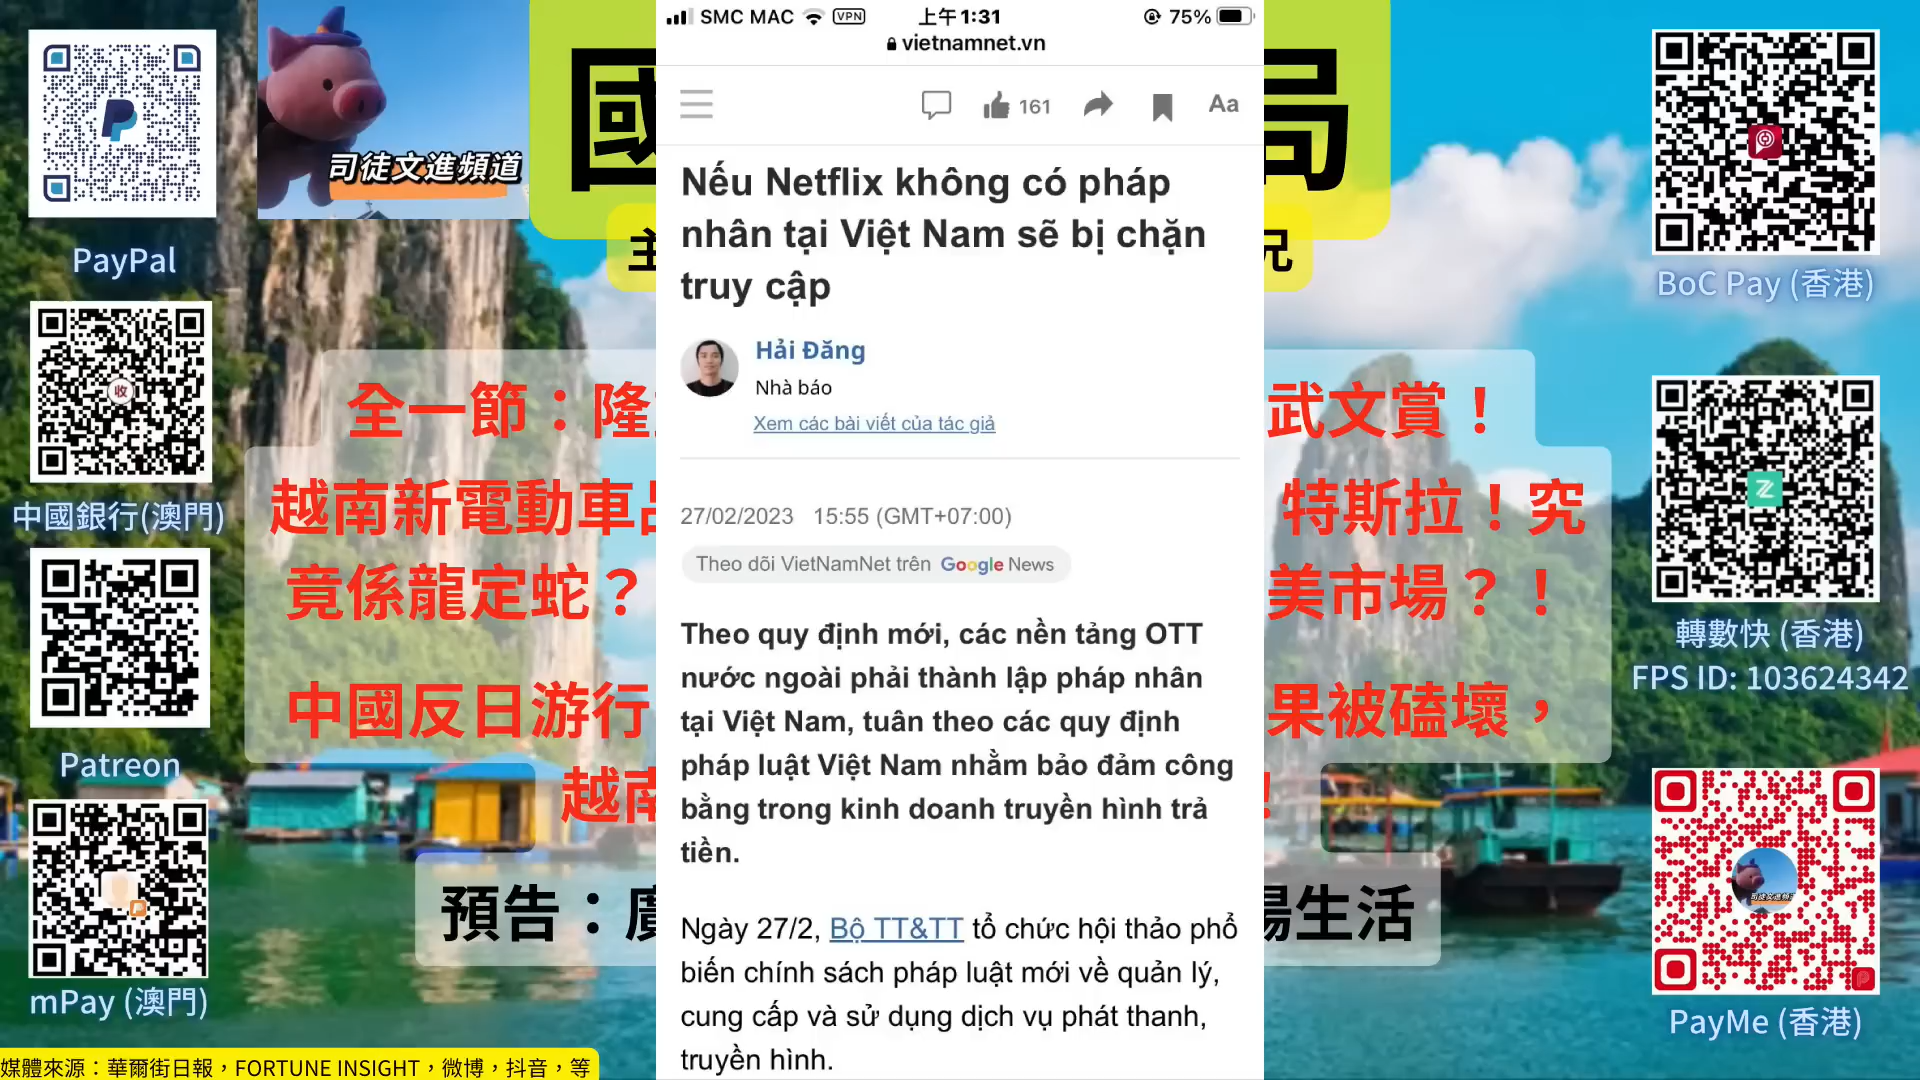 SMC MAC VPN 上午1:31 75%
vietnamnet.vn
161 Aa
Nếu Netflix không có pháp
nhân tại Việt Nam sẽ bị chặn
truy cập
Hải Đăng
Nhà báo
Xem các bài viết của tác giả
27/02/2023 15:55 (GMT+07:00)
Theo dõi VietNamNet trên Google News
Theo quy định mới, các nền tảng OTT
nước ngoài phải thành lập pháp nhân
tại Việt Nam, tuân theo các quy định
pháp luật Việt Nam nhằm bảo đảm công
bằng trong kinh doanh truyền hình trả
tiền.
Ngày 27/2, Bộ TT&TT tổ chức hội thảo phổ
biến chính sách pháp luật mới về quản lý,
cung cấp và sử dụng dịch vụ phát thanh,
truyền hình.
司徒文進頻道
國 局
主
全一節：隆 武文賞！
越南新電動車 特斯拉！究
竟係龍定蛇？ 美市場？！
中國反日游行 果被磕壞，
越南 ！
預告： 生活
PayPal
中國銀行(澳門)
收
Patreon
mPay (澳門)
BoC Pay (香港)
轉數快 (香港)
FPS ID: 103624342
PayMe (香港)
媒體來源：華爾街日報，FORTUNE INSIGHT，微博，抖音，等